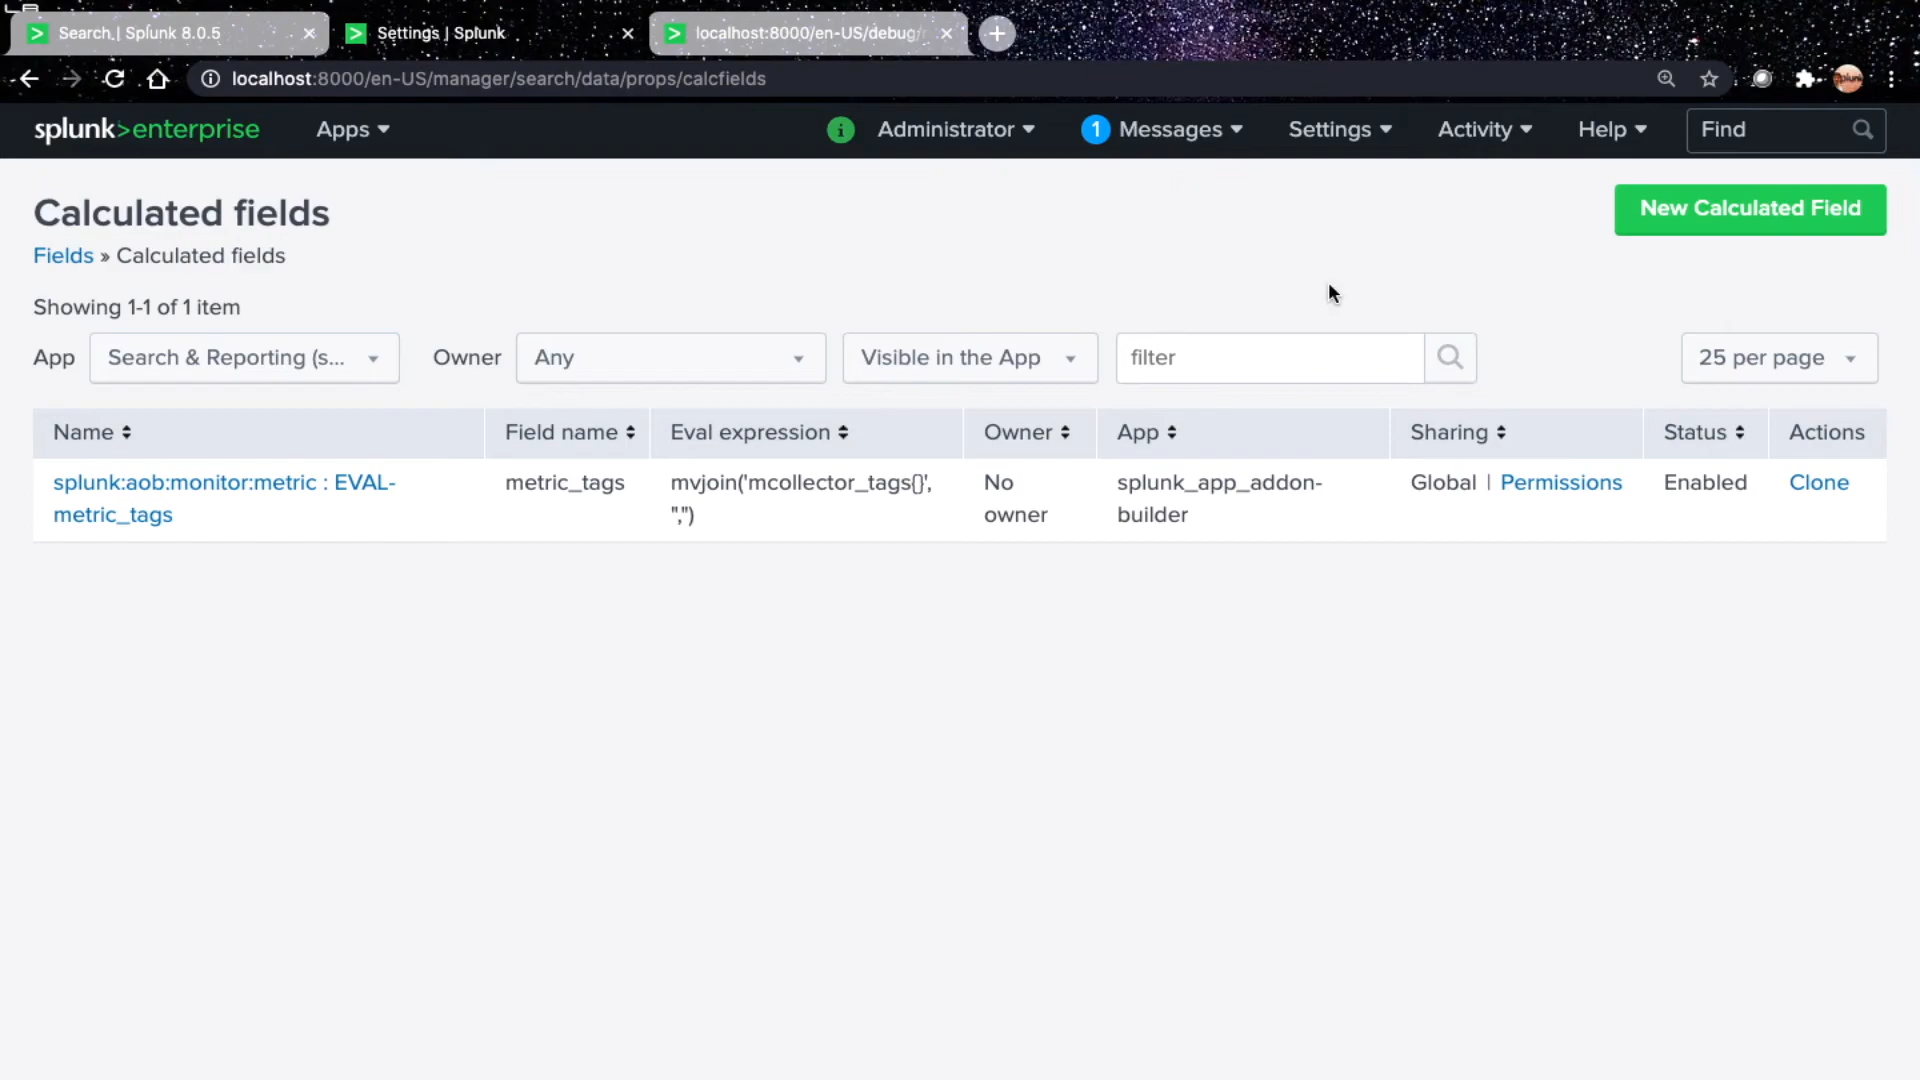 Search | Splunk 8.0.5
Settings | Splunk
localhost:8000/en-US/debug/
localhost:8000/en-US/manager/search/data/props/calcfields
splunk>enterprise Apps Administrator 1 Messages Settings Activity Help Find
Calculated fields
New Calculated Field
Fields » Calculated fields
Showing 1-1 of 1 item
App Search & Reporting (s... Owner Any Visible in the App filter 25 per page
Name Field name Eval expression Owner App Sharing Status Actions
splunk:aob:monitor:metric : EVAL- metric_tags mvjoin('mcollector_tags{}', No splunk_app_addon- Global | Permissions Enabled Clone
metric_tags ",") owner builder